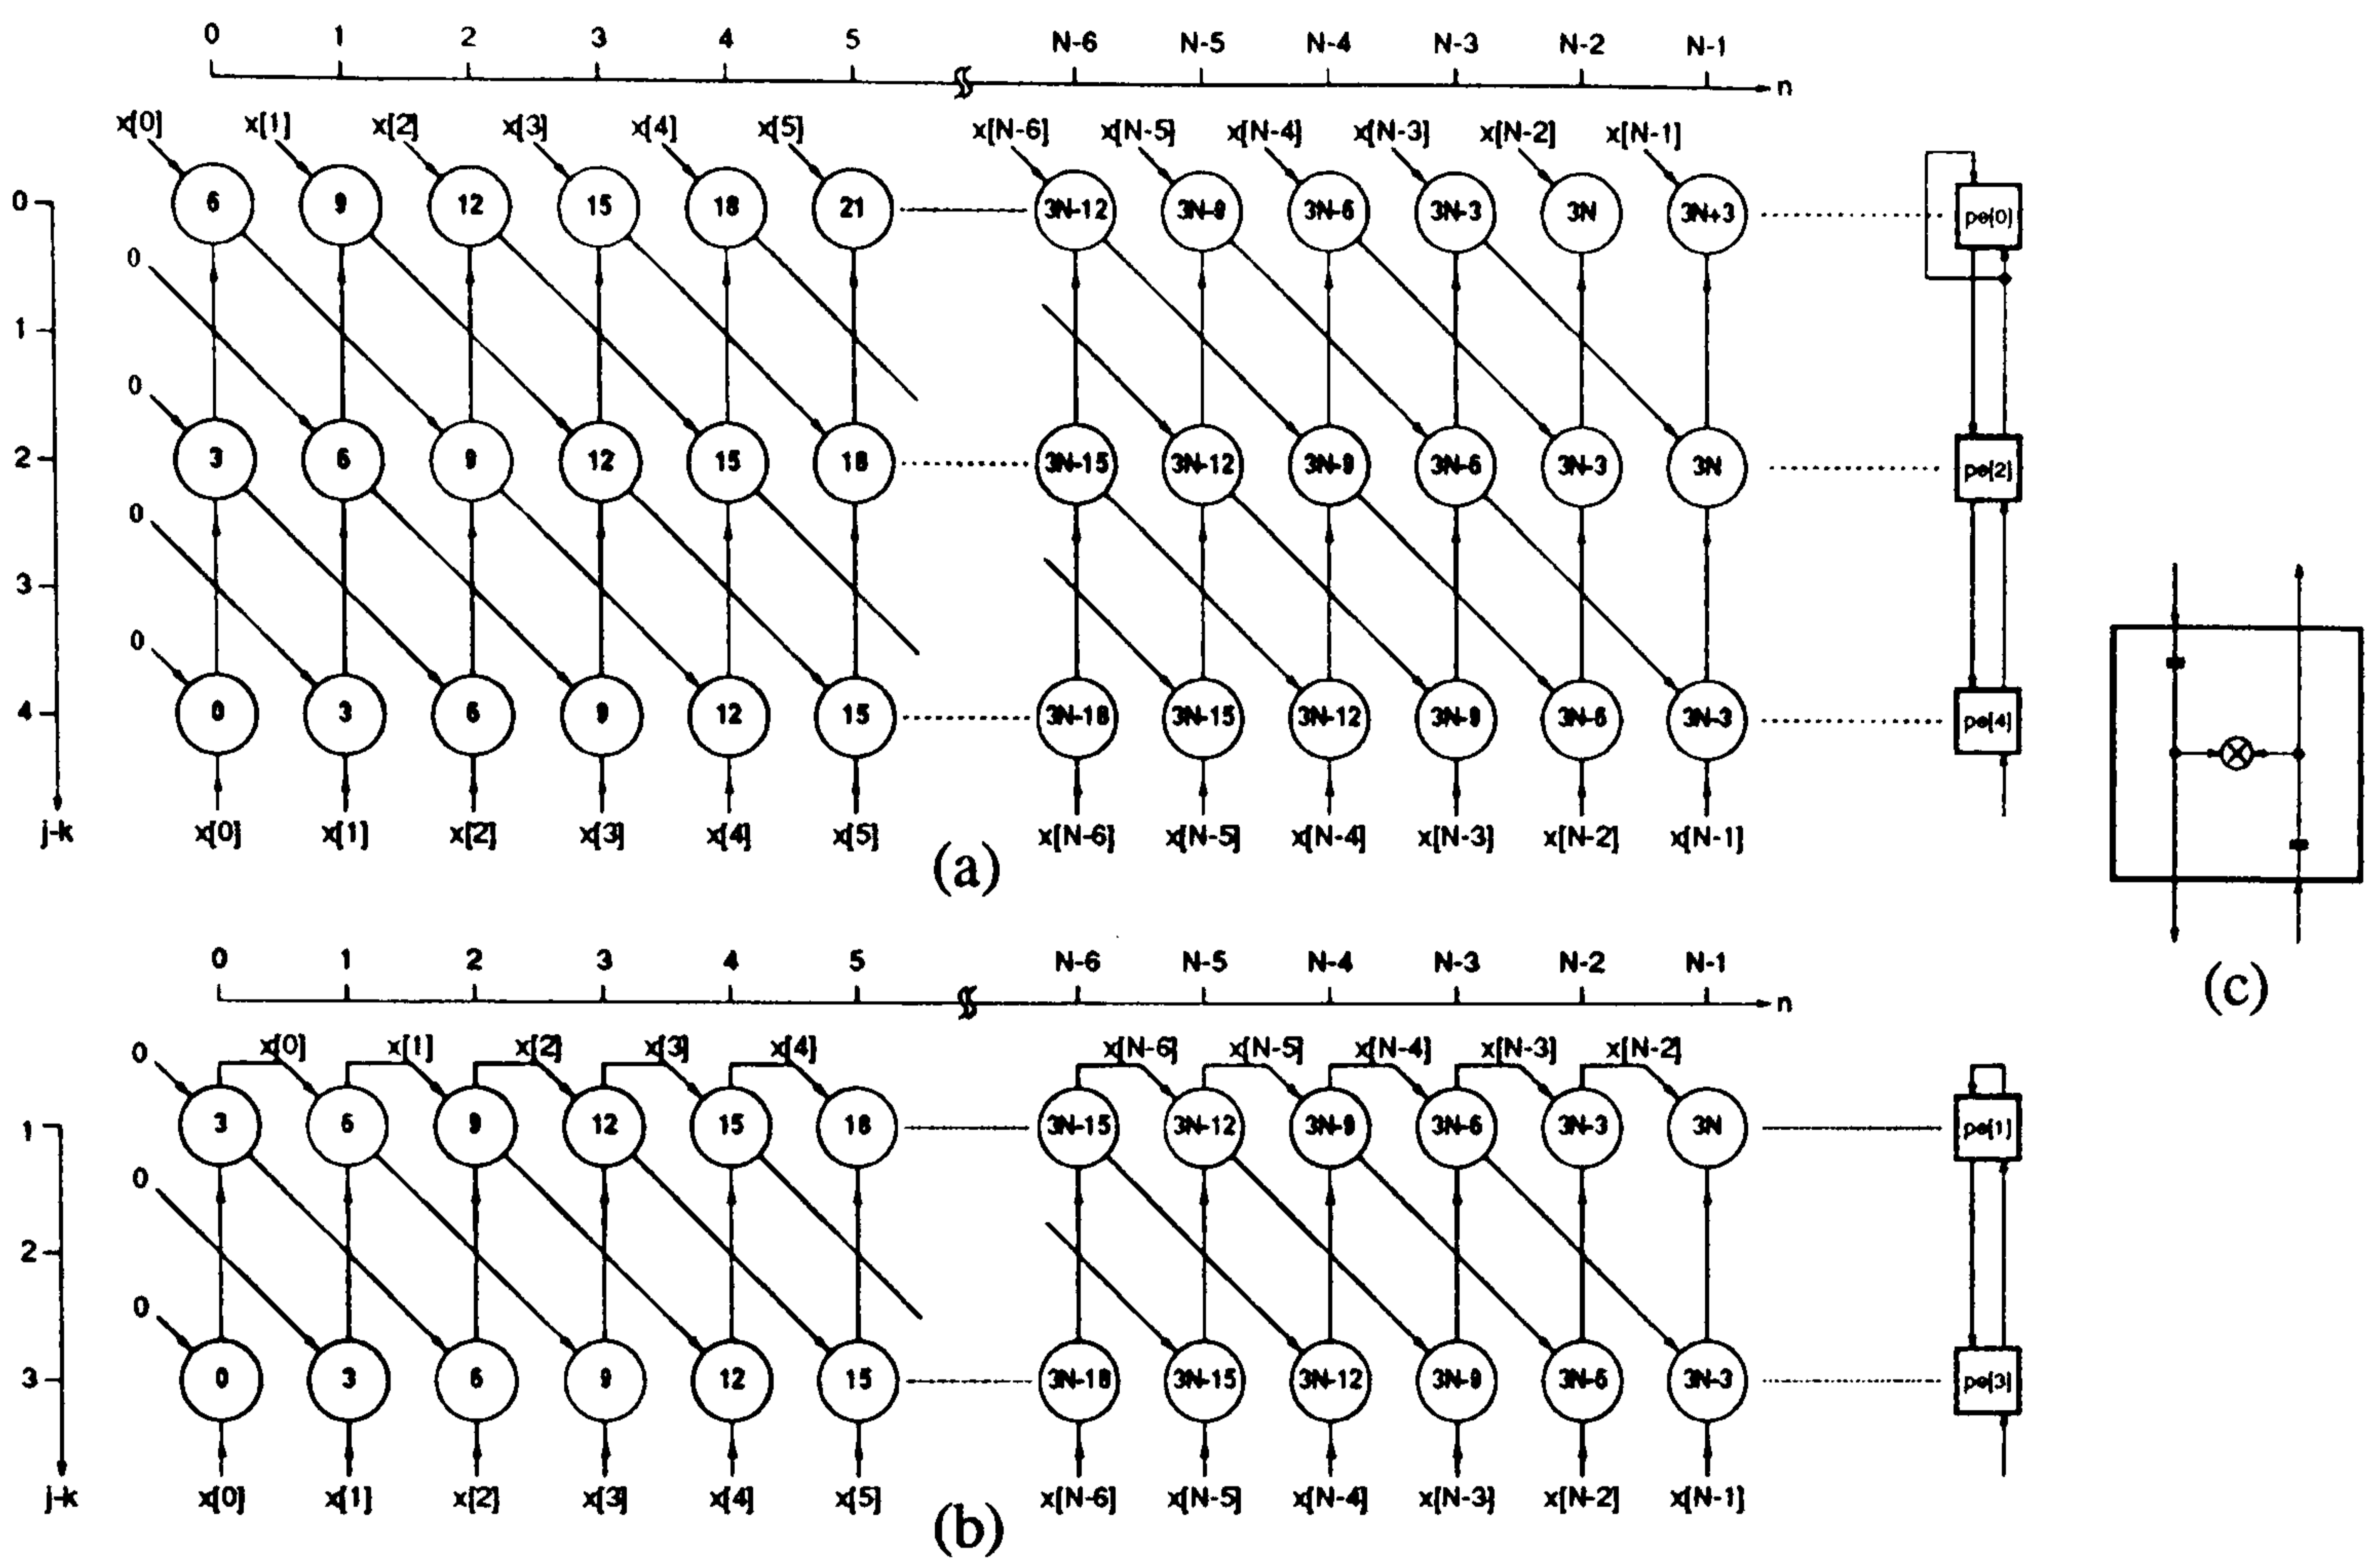 0 1 2 3 4 5 N-6 N-5 N-4 N-3 N-2 N-1
n
x[0] x[1] x[2] x[3] x[4] x[5] x[N-6] x[N-5] x[N-4] x[N-3] x[N-2] x[N-1]
0 6 9 12 15 18 21 3N-12 3N-9 3N-6 3N-3 3N 3N+3 pe[0]
0
1
0
2 3 6 9 12 15 18 3N-15 3N-12 3N-9 3N-6 3N-3 3N pe[2]
0
3
0
4 0 3 6 9 12 15 3N-18 3N-15 3N-12 3N-9 3N-6 3N-3 pe[4]
j-k x[0] x[1] x[2] x[3] x[4] x[5] x[N-6] x[N-5] x[N-4] x[N-3] x[N-2] x[N-1]
(a)
(c)
0 1 2 3 4 5 N-6 N-5 N-4 N-3 N-2 N-1
n
0 x[0] x[1] x[2] x[3] x[4] x[N-6] x[N-5] x[N-4] x[N-3] x[N-2]
1 3 6 9 12 15 18 3N-15 3N-12 3N-9 3N-6 3N-3 3N pe[1]
0
2
0
3 0 3 6 9 12 15 3N-18 3N-15 3N-12 3N-9 3N-6 3N-3 pe[3]
j-k x[0] x[1] x[2] x[3] x[4] x[5] x[N-6] x[N-5] x[N-4] x[N-3] x[N-2] x[N-1]
(b)